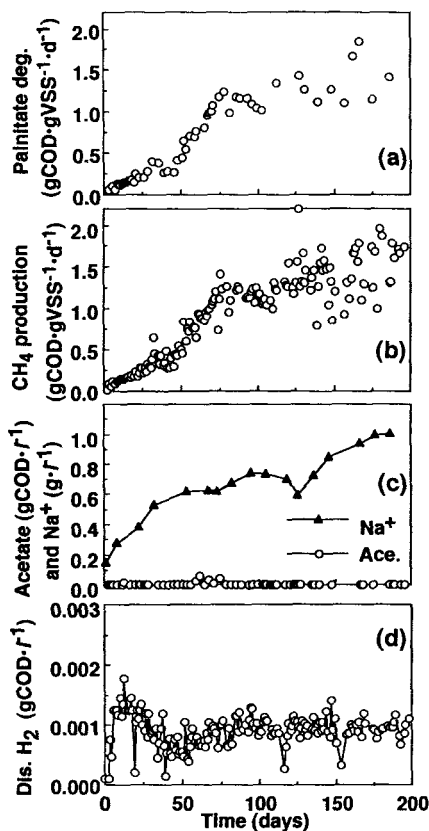 Palnitate deg.
(gCOD·gVSS⁻¹·d⁻¹)
2.0
1.5
1.0
0.5
0.0
(a)
CH₄ production
(gCOD·gVSS⁻¹·d⁻¹)
2.0
1.5
1.0
0.5
0.0
(b)
Acetate (gCOD·l⁻¹)
and Na⁺ (g·l⁻¹)
1.0
0.8
0.6
0.4
0.2
0.0
(c)
Na⁺
Ace.
Dis. H₂ (gCOD·l⁻¹)
0.003
0.002
0.001
0.000
(d)
0 50 100 150 200
Time (days)